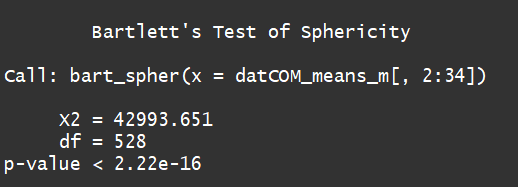 Bartlett's Test of Sphericity
Call: bart_spher(x = datCOM_means_m[, 2:34])
X2 = 42993.651
df = 528
p-value < 2.22e-16